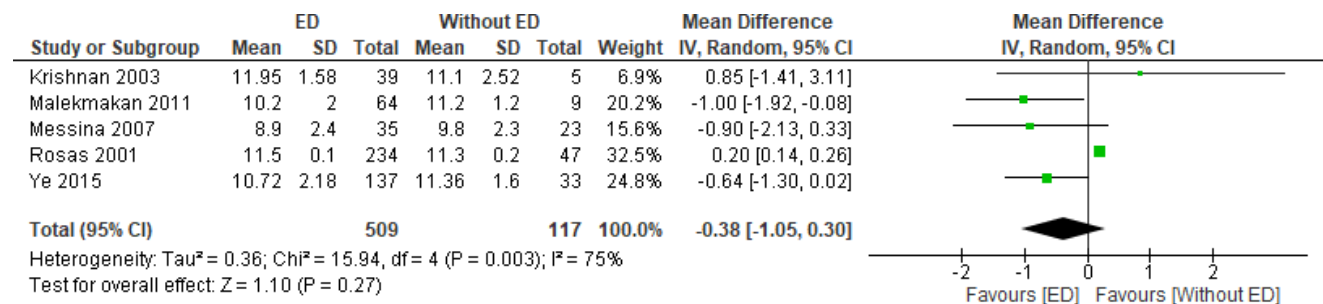 ED Without ED Mean Difference Mean Difference
Study or Subgroup Mean SD Total Mean SD Total Weight IV, Random, 95% CI IV, Random, 95% CI
Krishnan 2003 11.95 1.58 39 11.1 2.52 5 6.9% 0.85 [-1.41, 3.11]
Malekmakan 2011 10.2 2 64 11.2 1.2 9 20.2% -1.00 [-1.92, -0.08]
Messina 2007 8.9 2.4 35 9.8 2.3 23 15.6% -0.90 [-2.13, 0.33]
Rosas 2001 11.5 0.1 234 11.3 0.2 47 32.5% 0.20 [0.14, 0.26]
Ye 2015 10.72 2.18 137 11.36 1.6 33 24.8% -0.64 [-1.30, 0.02]
Total (95% CI) 509 117 100.0% -0.38 [-1.05, 0.30]
Heterogeneity: Tau² = 0.36; Chi² = 15.94, df = 4 (P = 0.003); I² = 75%
Test for overall effect: Z = 1.10 (P = 0.27)
-2 -1 0 1 2
Favours [ED] Favours [Without ED]